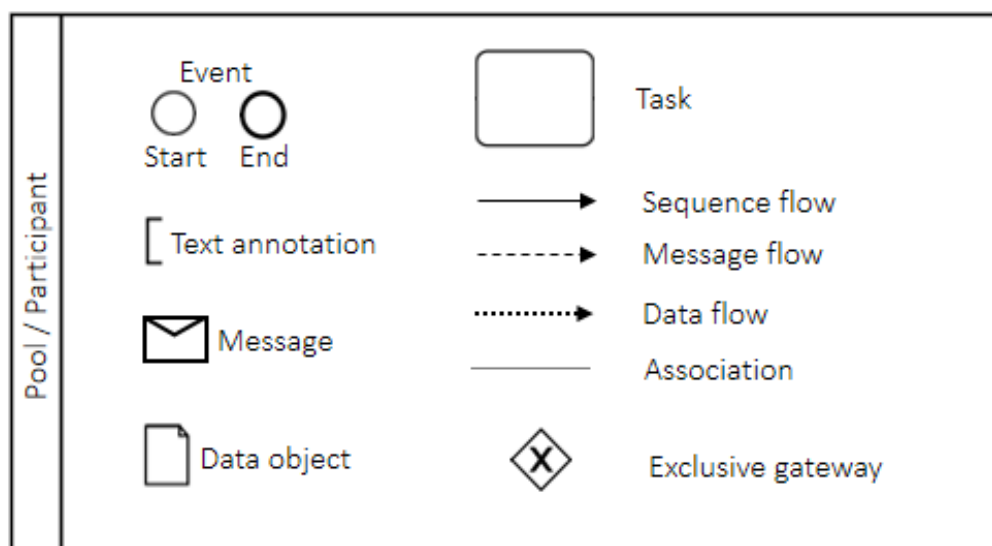 Pool / Participant
Event
Start
End
Text annotation
Message
Data object
Task
Sequence flow
Message flow
Data flow
Association
X
Exclusive gateway